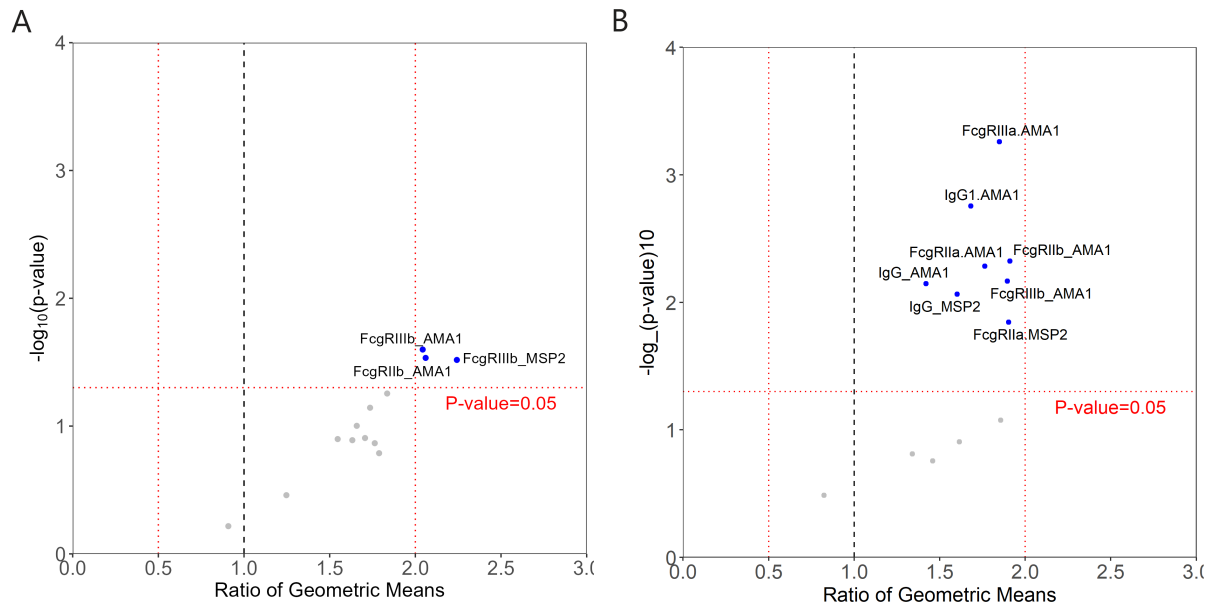 A
4
3
2
1
0
-log10(p-value)
FcgRIIIb_AMA1
FcgRIIIb_MSP2
FcgRIIb_AMA1
P-value=0.05
0.0 0.5 1.0 1.5 2.0 2.5 3.0
Ratio of Geometric Means
B
4
3
2
1
0
-log_(p-value)10
FcgRIIIa.AMA1
IgG1.AMA1
FcgRIIa.AMA1
FcgRIIb_AMA1
IgG_AMA1
FcgRIIIb_AMA1
IgG_MSP2
FcgRIIa.MSP2
P-value=0.05
0.0 0.5 1.0 1.5 2.0 2.5 3.0
Ratio of Geometric Means